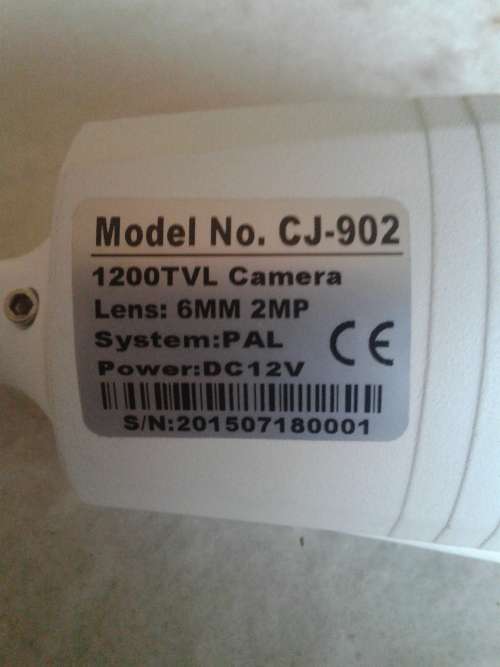 Model No. CJ-902
1200TVL Camera
Lens: 6MM 2MP
System:PAL
CE
Power:DC12V
S/N:201507180001